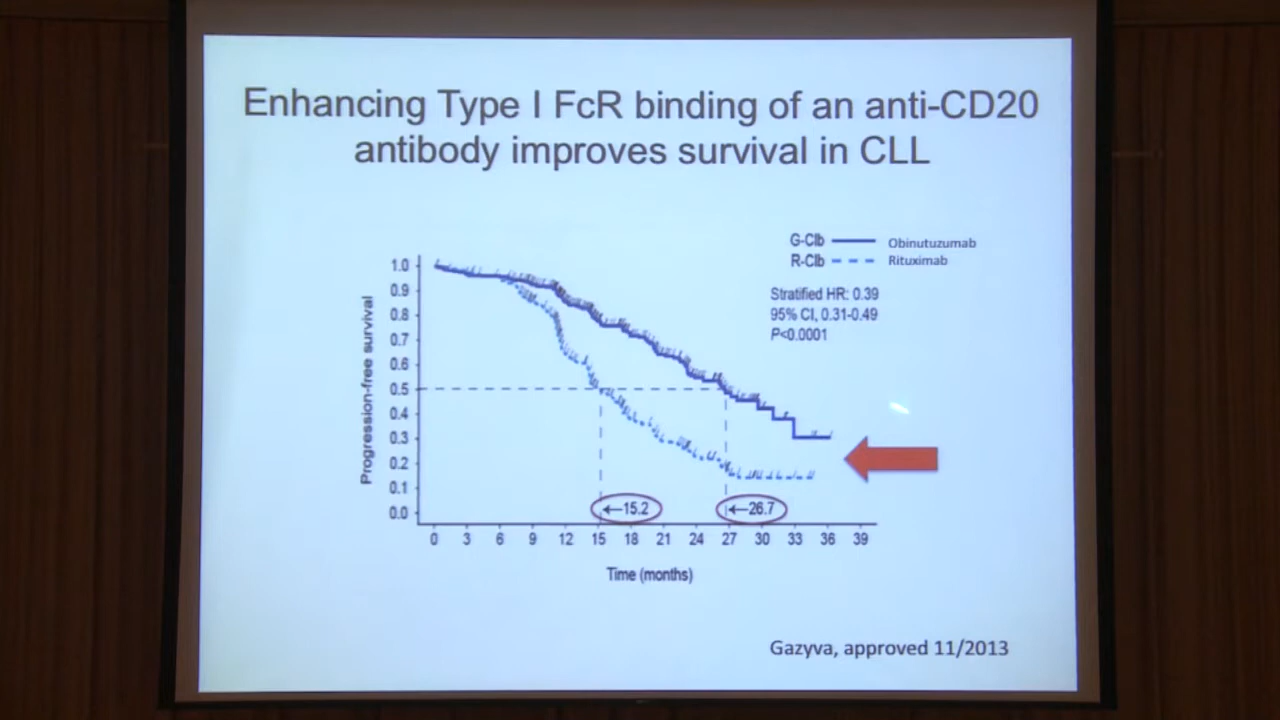 Enhancing Type I FcR binding of an anti-CD20
antibody improves survival in CLL
G-Clb Obinutuzumab
R-Clb Rituximab
Stratified HR: 0.39
95% CI, 0.31-0.49
P<0.0001
Progression-free survival
1.0
0.9
0.8
0.7
0.6
0.5
0.4
0.3
0.2
0.1
0.0
←15.2 ←26.7
0 3 6 9 12 15 18 21 24 27 30 33 36 39
Time (months)
Gazyva, approved 11/2013